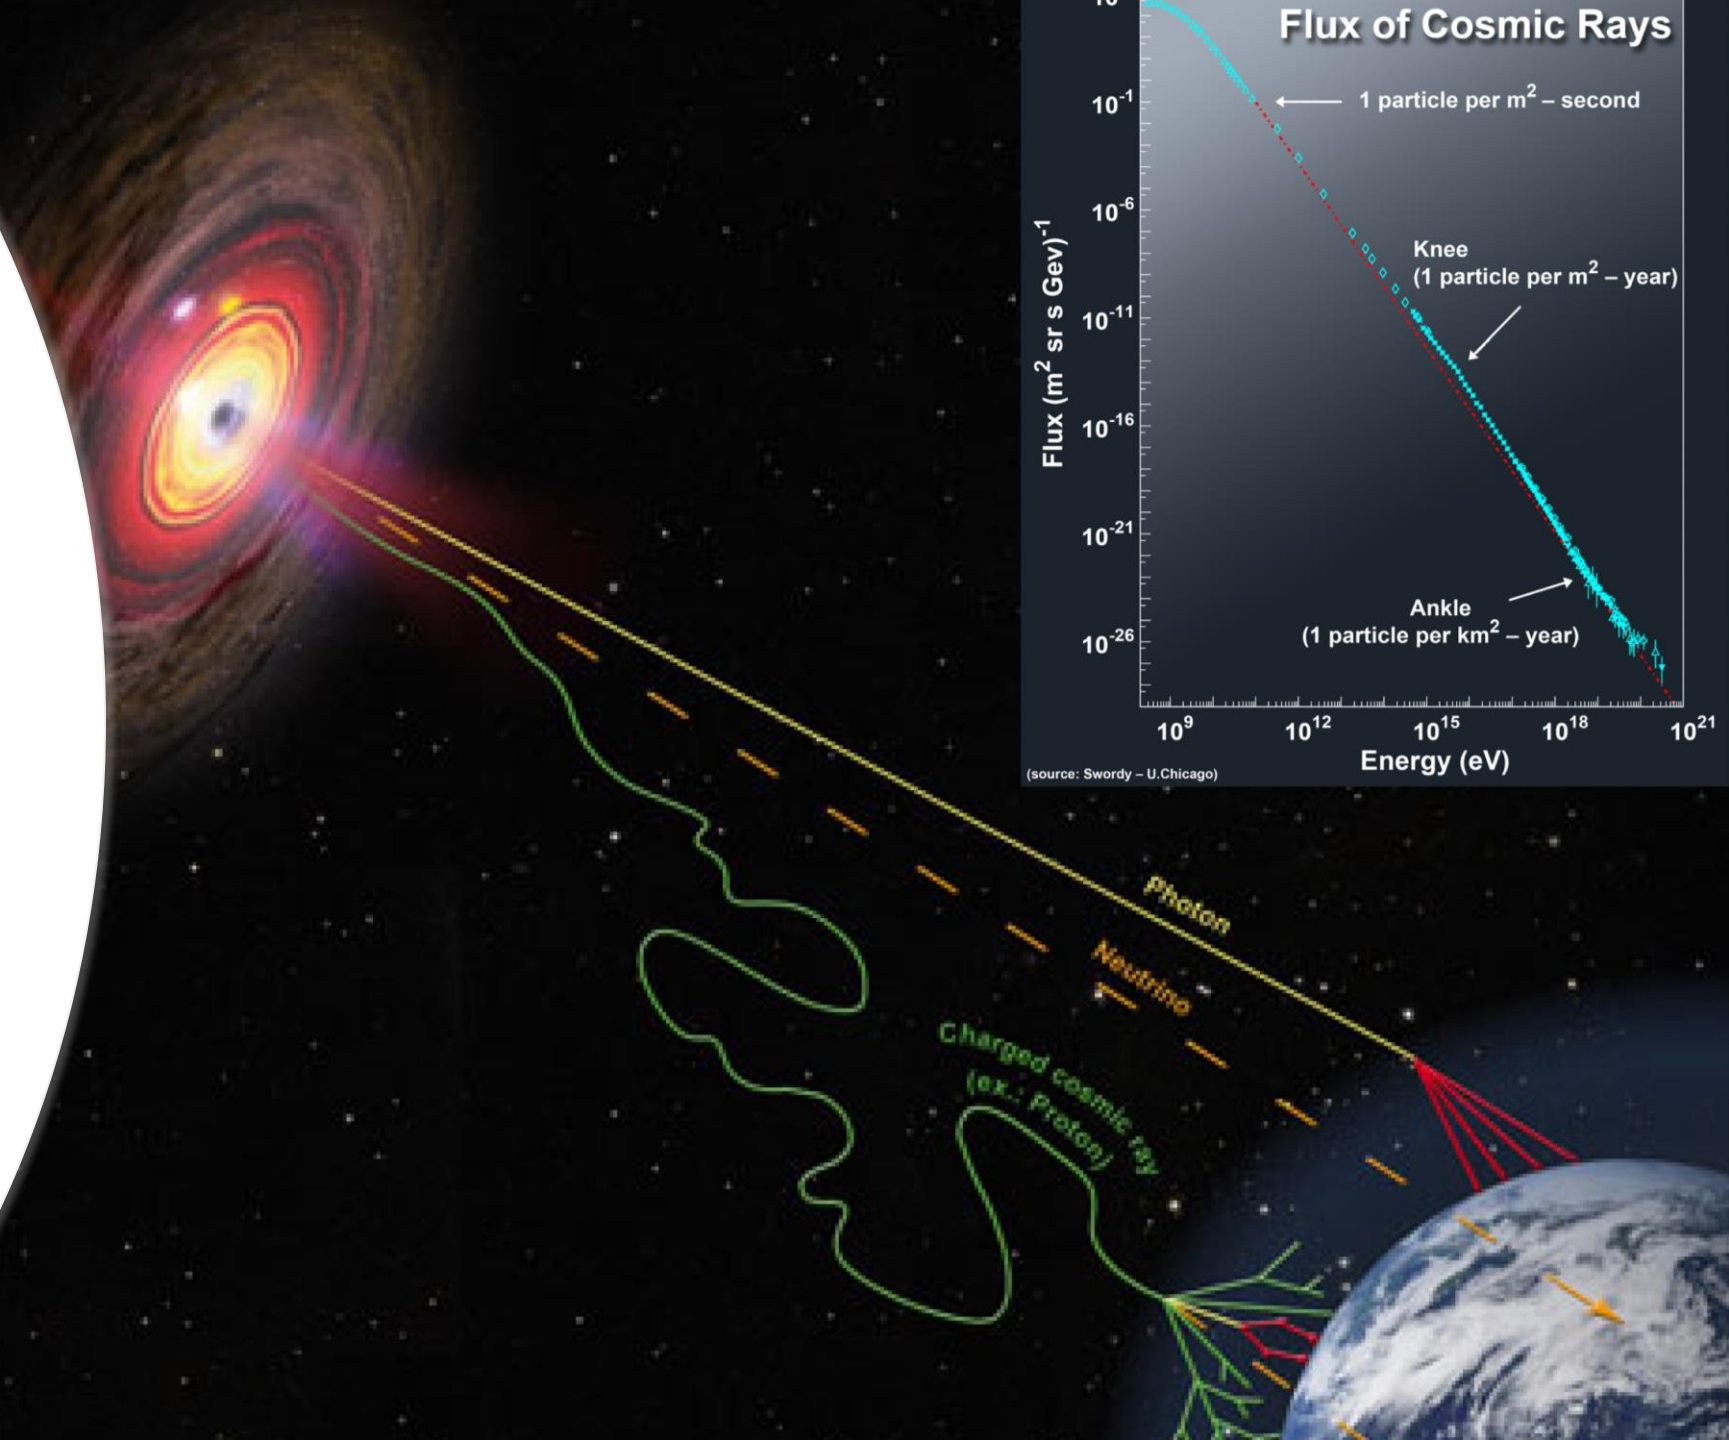 Flux of Cosmic Rays
1 particle per m² – second
10⁻¹
10⁻⁶
10⁻¹¹
10⁻¹⁶
10⁻²¹
10⁻²⁶
Flux (m² sr s Gev)⁻¹
Knee
(1 particle per m² – year)
Ankle
(1 particle per km² – year)
10⁹ 10¹² 10¹⁵ 10¹⁸ 10²¹
Energy (eV)
(source: Swordy – U.Chicago)
Photon
Neutrino
Charged cosmic ray
(ex.: Proton)